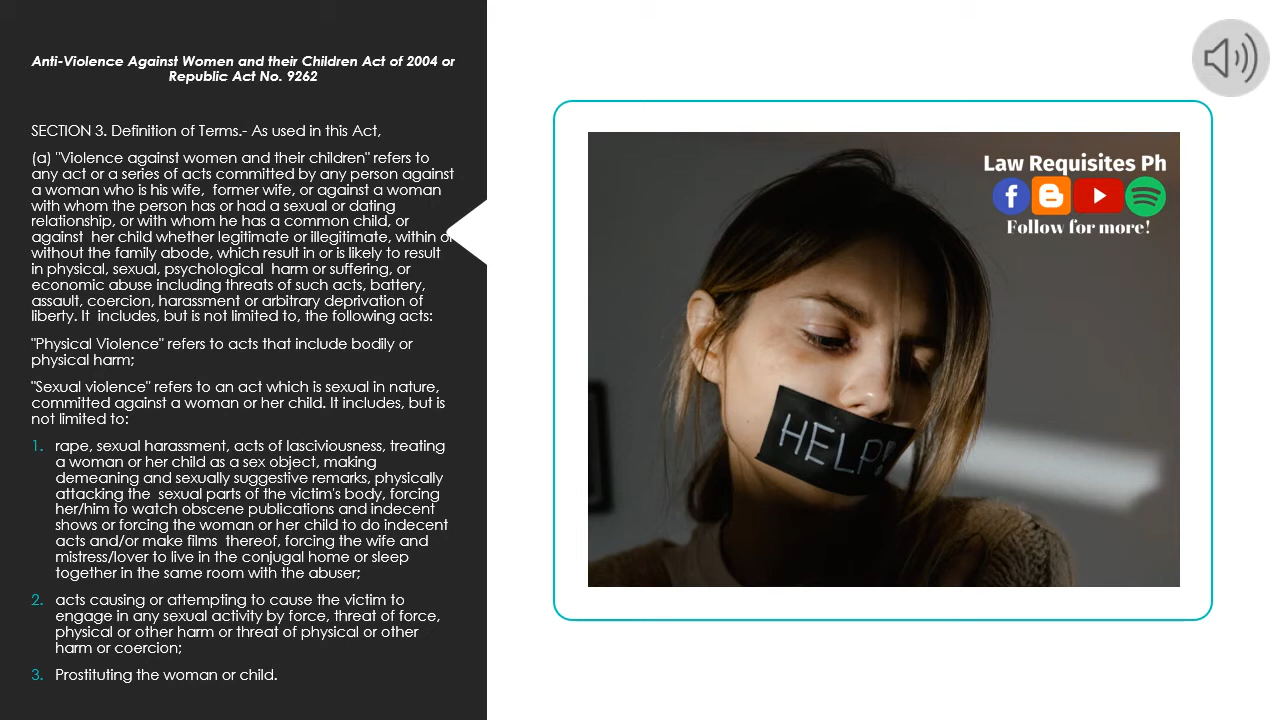 Anti-Violence Against Women and their Children Act of 2004 or
Republic Act No. 9262
SECTION 3. Definition of Terms.- As used in this Act,
(a) "Violence against women and their children" refers to
any act or a series of acts committed by any person against
a woman who is his wife, former wife, or against a woman
with whom the person has or had a sexual or dating
relationship, or with whom he has a common child, or
against her child whether legitimate or illegitimate, within or
without the family abode, which result in or is likely to result
in physical, sexual, psychological harm or suffering, or
economic abuse including threats of such acts, battery,
assault, coercion, harassment or arbitrary deprivation of
liberty. It includes, but is not limited to, the following acts:
"Physical Violence" refers to acts that include bodily or
physical harm;
"Sexual violence" refers to an act which is sexual in nature,
committed against a woman or her child. It includes, but is
not limited to:
1. rape, sexual harassment, acts of lasciviousness, treating
a woman or her child as a sex object, making
demeaning and sexually suggestive remarks, physically
attacking the sexual parts of the victim's body, forcing
her/him to watch obscene publications and indecent
shows or forcing the woman or her child to do indecent
acts and/or make films thereof, forcing the wife and
mistress/lover to live in the conjugal home or sleep
together in the same room with the abuser;
2. acts causing or attempting to cause the victim to
engage in any sexual activity by force, threat of force,
physical or other harm or threat of physical or other
harm or coercion;
3. Prostituting the woman or child.
Law Requisites Ph
Follow for more!
HELP!